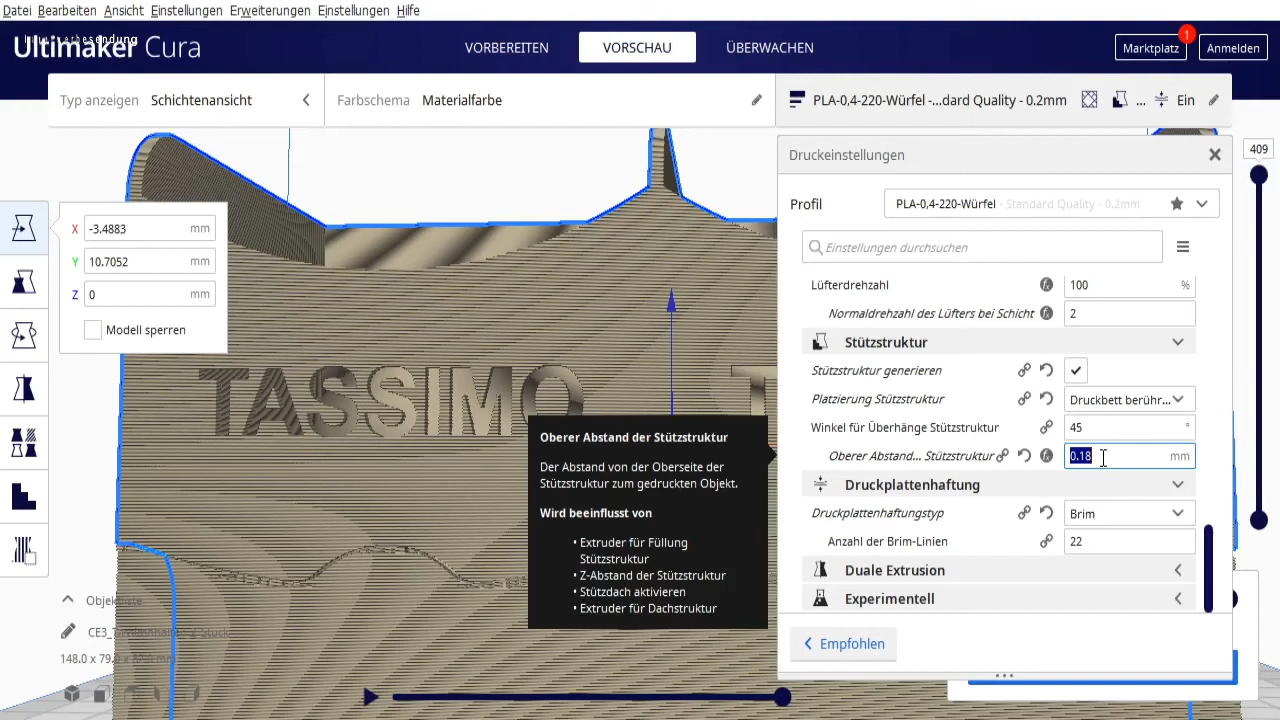 Datei Bearbeiten Ansicht Einstellungen Erweiterungen Einstellungen Hilfe
Ultimaker Cura
VORBEREITEN VORSCHAU ÜBERWACHEN
Marktplatz 1 Anmelden
Typ anzeigen Schichtenansicht
Farbschema Materialfarbe
PLA-0,4-220-Würfel -...dard Quality - 0.2mm ... Ein
Druckeinstellungen
409
Profil PLA-0,4-220-Würfel - Standard Quality - 0.2mm
Einstellungen durchsuchen
X -3.4883 mm
Y 10.7052 mm
Z 0 mm
Modell sperren
Lüfterdrehzahl 100 %
Normaldrehzahl des Lüfters bei Schicht 2
Stützstruktur
Stützstruktur generieren
Platzierung Stützstruktur Druckbett berühr...
Winkel für Überhänge Stützstruktur 45 °
Oberer Abstand... Stützstruktur 0.18 mm
Druckplattenhaftung
Druckplattenhaftungstyp Brim
Anzahl der Brim-Linien 22
Duale Extrusion
Experimentell
Empfohlen
TASSIMO T
Oberer Abstand der Stützstruktur
Der Abstand von der Oberseite der
Stützstruktur zum gedruckten Objekt.
Wird beeinflusst von
• Extruder für Füllung
Stützstruktur
• Z-Abstand der Stützstruktur
• Stützdach aktivieren
• Extruder für Dachstruktur
Objektliste